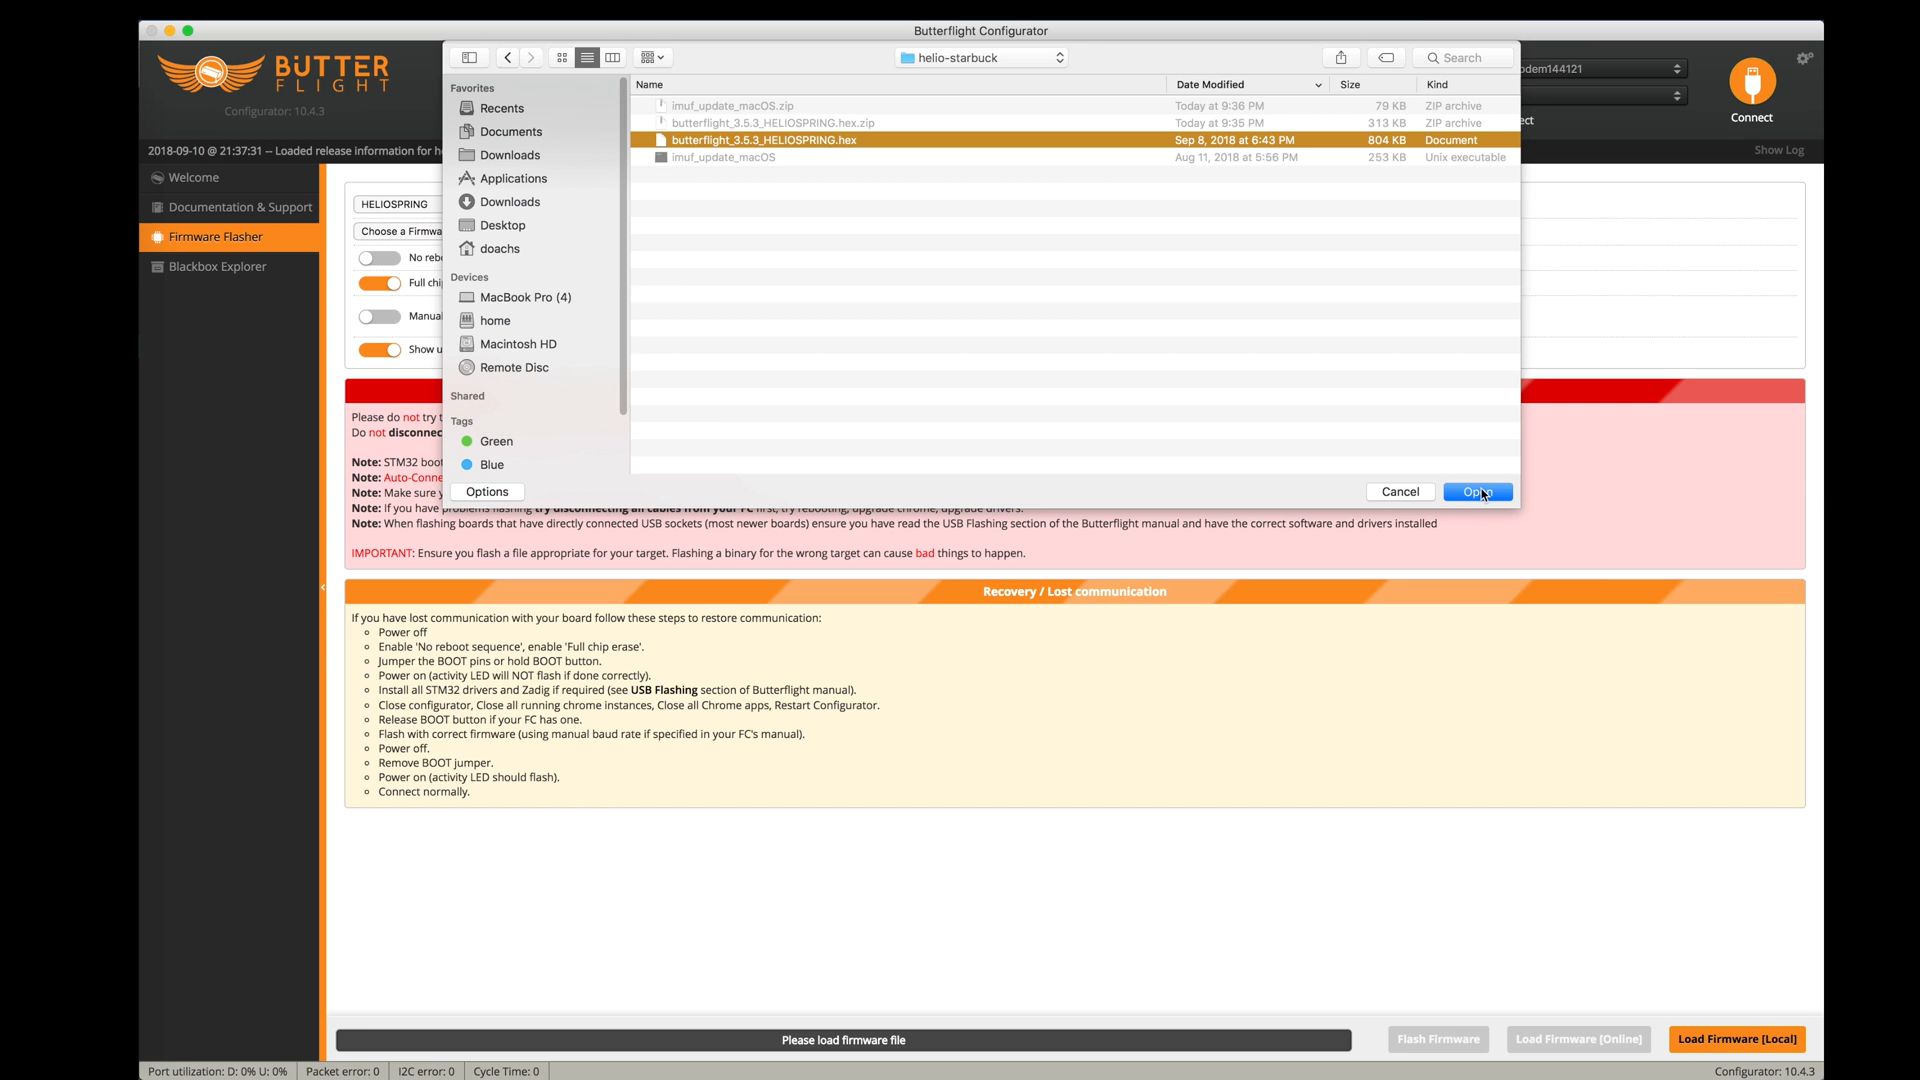 Butterflight Configurator
BUTTER
FLIGHT
Configurator: 10.4.3
helio-starbuck
Search
odem144121
ect
Connect
2018-09-10 @ 21:37:31 -- Loaded release information for h
Show Log
Welcome
Documentation & Support
Firmware Flasher
Blackbox Explorer
HELIOSPRING
Choose a Firmwa
No reb
Full chi
Manual
Show u
Favorites
Recents
Documents
Downloads
Applications
Downloads
Desktop
doachs
Devices
MacBook Pro (4)
home
Macintosh HD
Remote Disc
Shared
Tags
Green
Blue
Name Date Modified Size Kind
imuf_update_macOS.zip Today at 9:36 PM 79 KB ZIP archive
butterflight_3.5.3_HELIOSPRING.hex.zip Today at 9:35 PM 313 KB ZIP archive
butterflight_3.5.3_HELIOSPRING.hex Sep 8, 2018 at 6:43 PM 804 KB Document
imuf_update_macOS Aug 11, 2018 at 5:56 PM 253 KB Unix executable
Options Cancel Open
Please do not try t
Do not disconnec
Note: STM32 boot
Note: Auto-Conne
Note: Make sure y
Note: If you have problems flashing try disconnecting all cables from your FC first, try rebooting, upgrade chrome, upgrade drivers.
Note: When flashing boards that have directly connected USB sockets (most newer boards) ensure you have read the USB Flashing section of the Butterflight manual and have the correct software and drivers installed
IMPORTANT: Ensure you flash a file appropriate for your target. Flashing a binary for the wrong target can cause bad things to happen.
Recovery / Lost communication
If you have lost communication with your board follow these steps to restore communication:
Power off
Enable 'No reboot sequence', enable 'Full chip erase'.
Jumper the BOOT pins or hold BOOT button.
Power on (activity LED will NOT flash if done correctly).
Install all STM32 drivers and Zadig if required (see USB Flashing section of Butterflight manual).
Close configurator, Close all running chrome instances, Close all Chrome apps, Restart Configurator.
Release BOOT button if your FC has one.
Flash with correct firmware (using manual baud rate if specified in your FC's manual).
Power off.
Remove BOOT jumper.
Power on (activity LED should flash).
Connect normally.
Please load firmware file
Flash Firmware
Load Firmware [Online]
Load Firmware [Local]
Port utilization: D: 0% U: 0% Packet error: 0 I2C error: 0 Cycle Time: 0 Configurator: 10.4.3